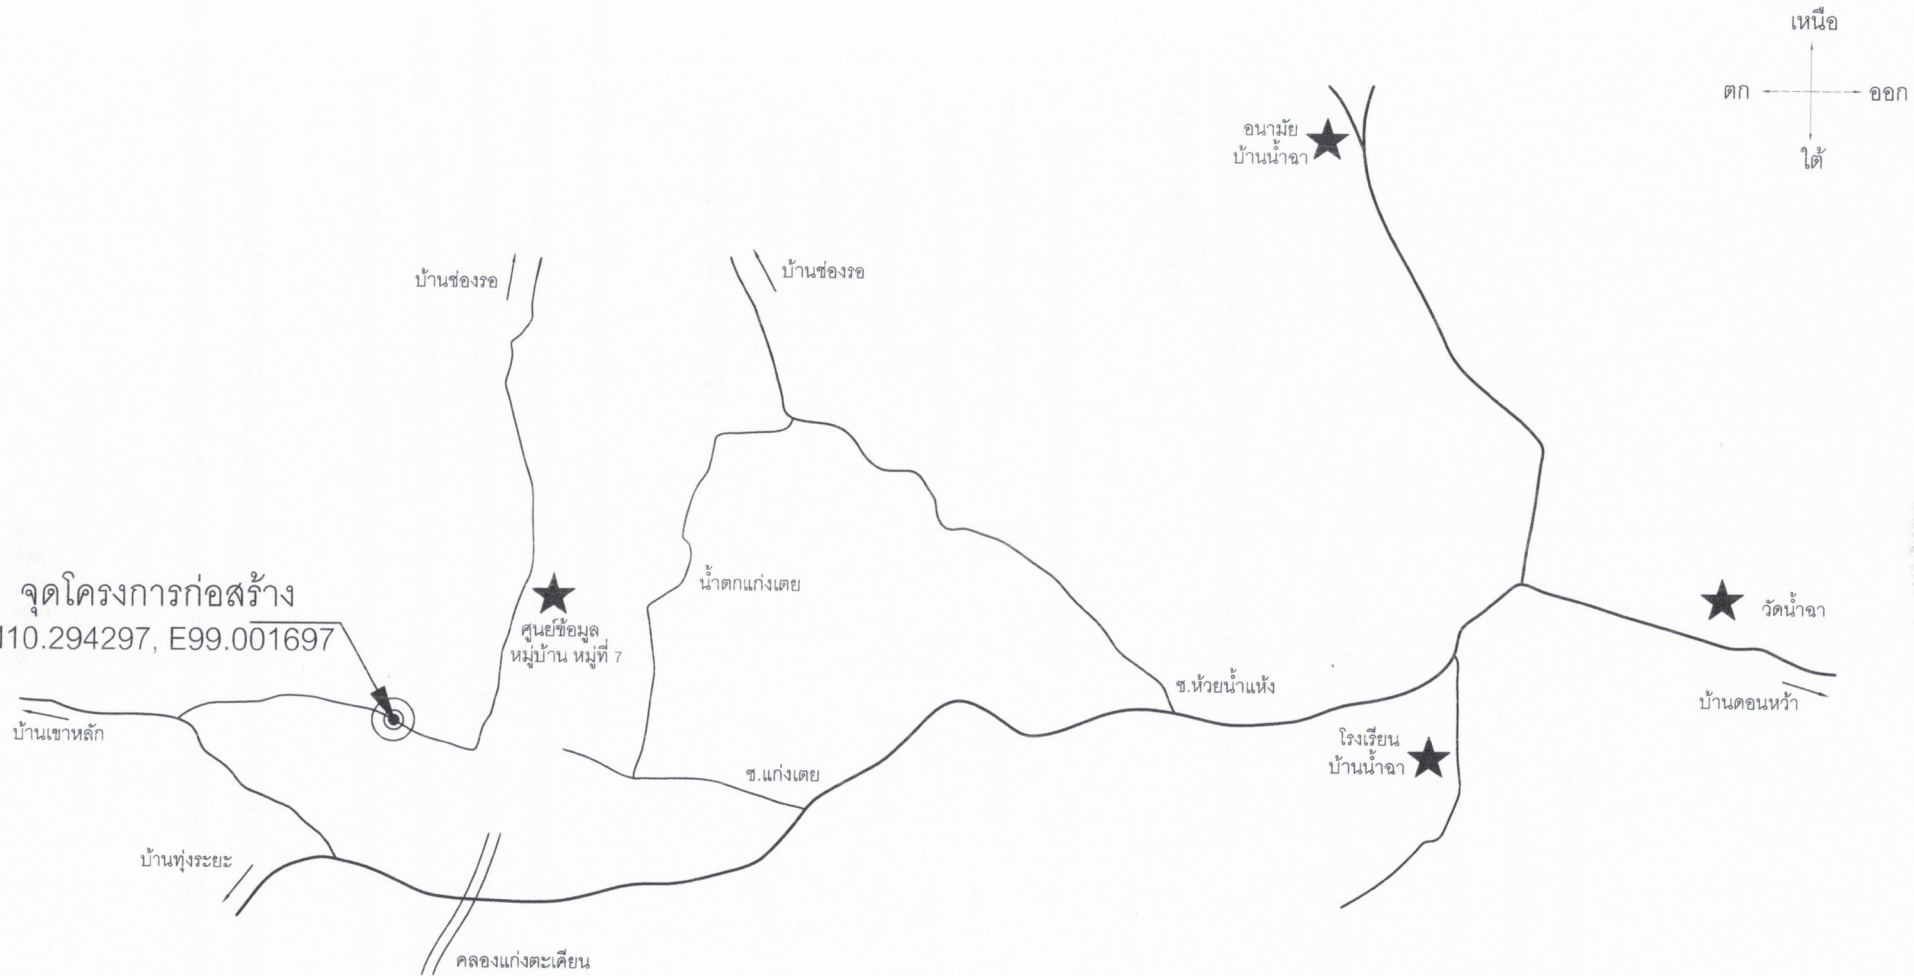 เหนือ
ตก
ออก
ใต้
อนามัย
บ้านน้ำฉา
บ้านช่องรอ
บ้านช่องรอ
จุดโครงการก่อสร้าง
N10.294297, E99.001697
น้ำตกแก่งเตย
ศูนย์ข้อมูล
หมู่บ้าน หมู่ที่ 7
วัดน้ำฉา
บ้านดอนหว้า
ซ.ห้วยน้ำแห้ง
บ้านเขาหลัก
โรงเรียน
บ้านน้ำฉา
ซ.แก่งเตย
บ้านทุ่งระยะ
คลองแก่งตะเคียน